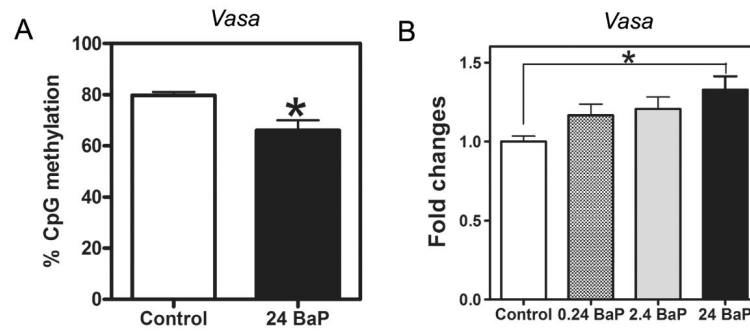 A
Vasa
% CpG methylation
100
80
60
40
20
0
*
Control
24 BaP
B
Vasa
Fold changes
1.5
1.0
0.5
0.0
*
Control
0.24 BaP
2.4 BaP
24 BaP